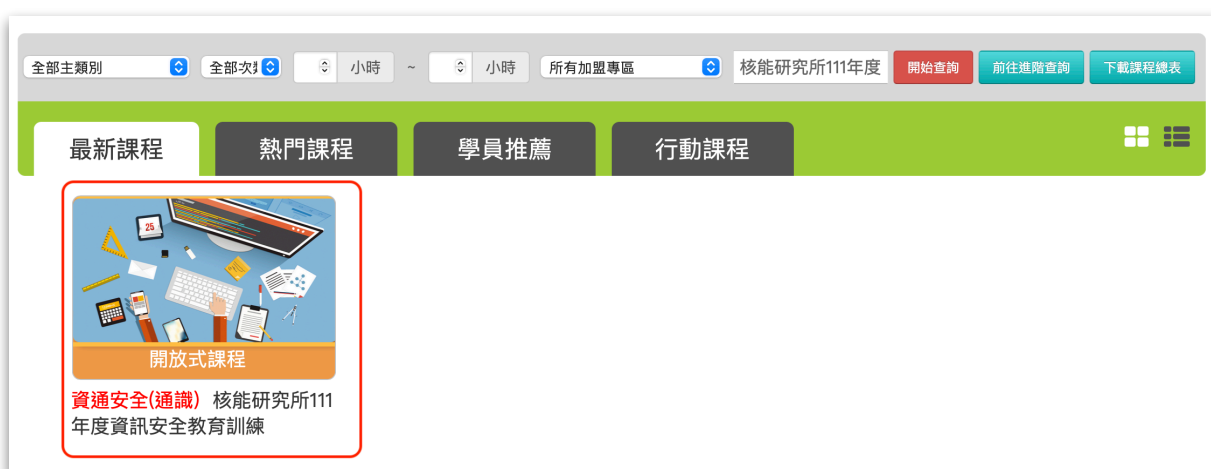 全部主類別 全部次類 小時 ~ 小時 所有加盟專區 核能研究所111年度 開始查詢 前往進階查詢 下載課程總表
最新課程 熱門課程 學員推薦 行動課程
25
開放式課程
資通安全(通識) 核能研究所111
年度資訊安全教育訓練